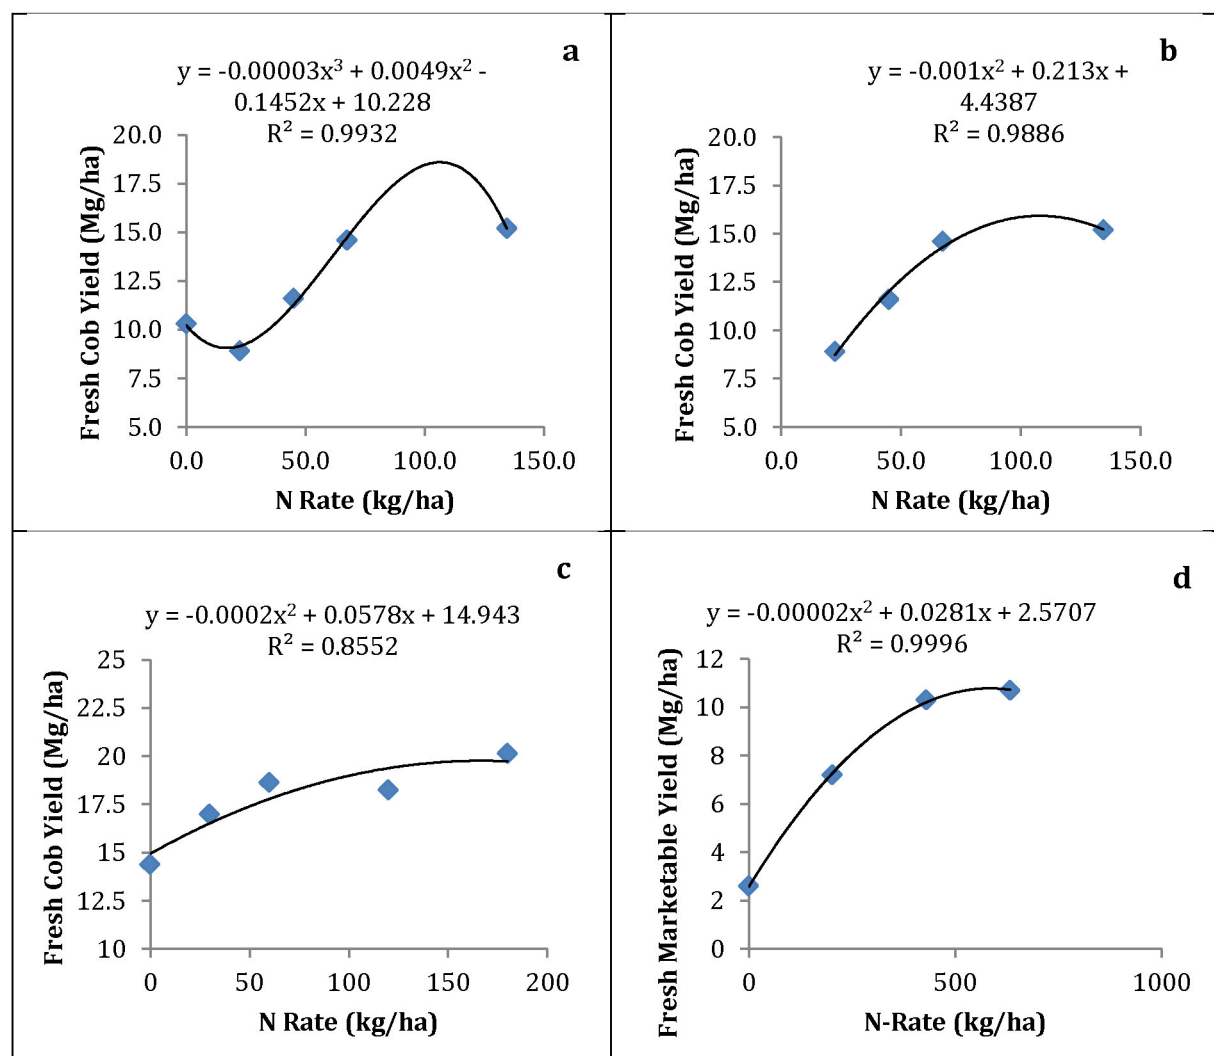 a
y = -0.00003x³ + 0.0049x² -
0.1452x + 10.228
R² = 0.9932
Fresh Cob Yield (Mg/ha)
20.0
17.5
15.0
12.5
10.0
7.5
5.0
0.0 50.0 100.0 150.0
N Rate (kg/ha)
b
y = -0.001x² + 0.213x +
4.4387
R² = 0.9886
Fresh Cob Yield (Mg/ha)
20.0
17.5
15.0
12.5
10.0
7.5
5.0
0.0 50.0 100.0 150.0
N Rate (kg/ha)
c
y = -0.0002x² + 0.0578x + 14.943
R² = 0.8552
Fresh Cob Yield (Mg/ha)
25
22.5
20
17.5
15
12.5
10
0 50 100 150 200
N Rate (kg/ha)
d
y = -0.00002x² + 0.0281x + 2.5707
R² = 0.9996
Fresh Marketable Yield (Mg/ha)
12
10
8
6
4
2
0
0 500 1000
N-Rate (kg/ha)